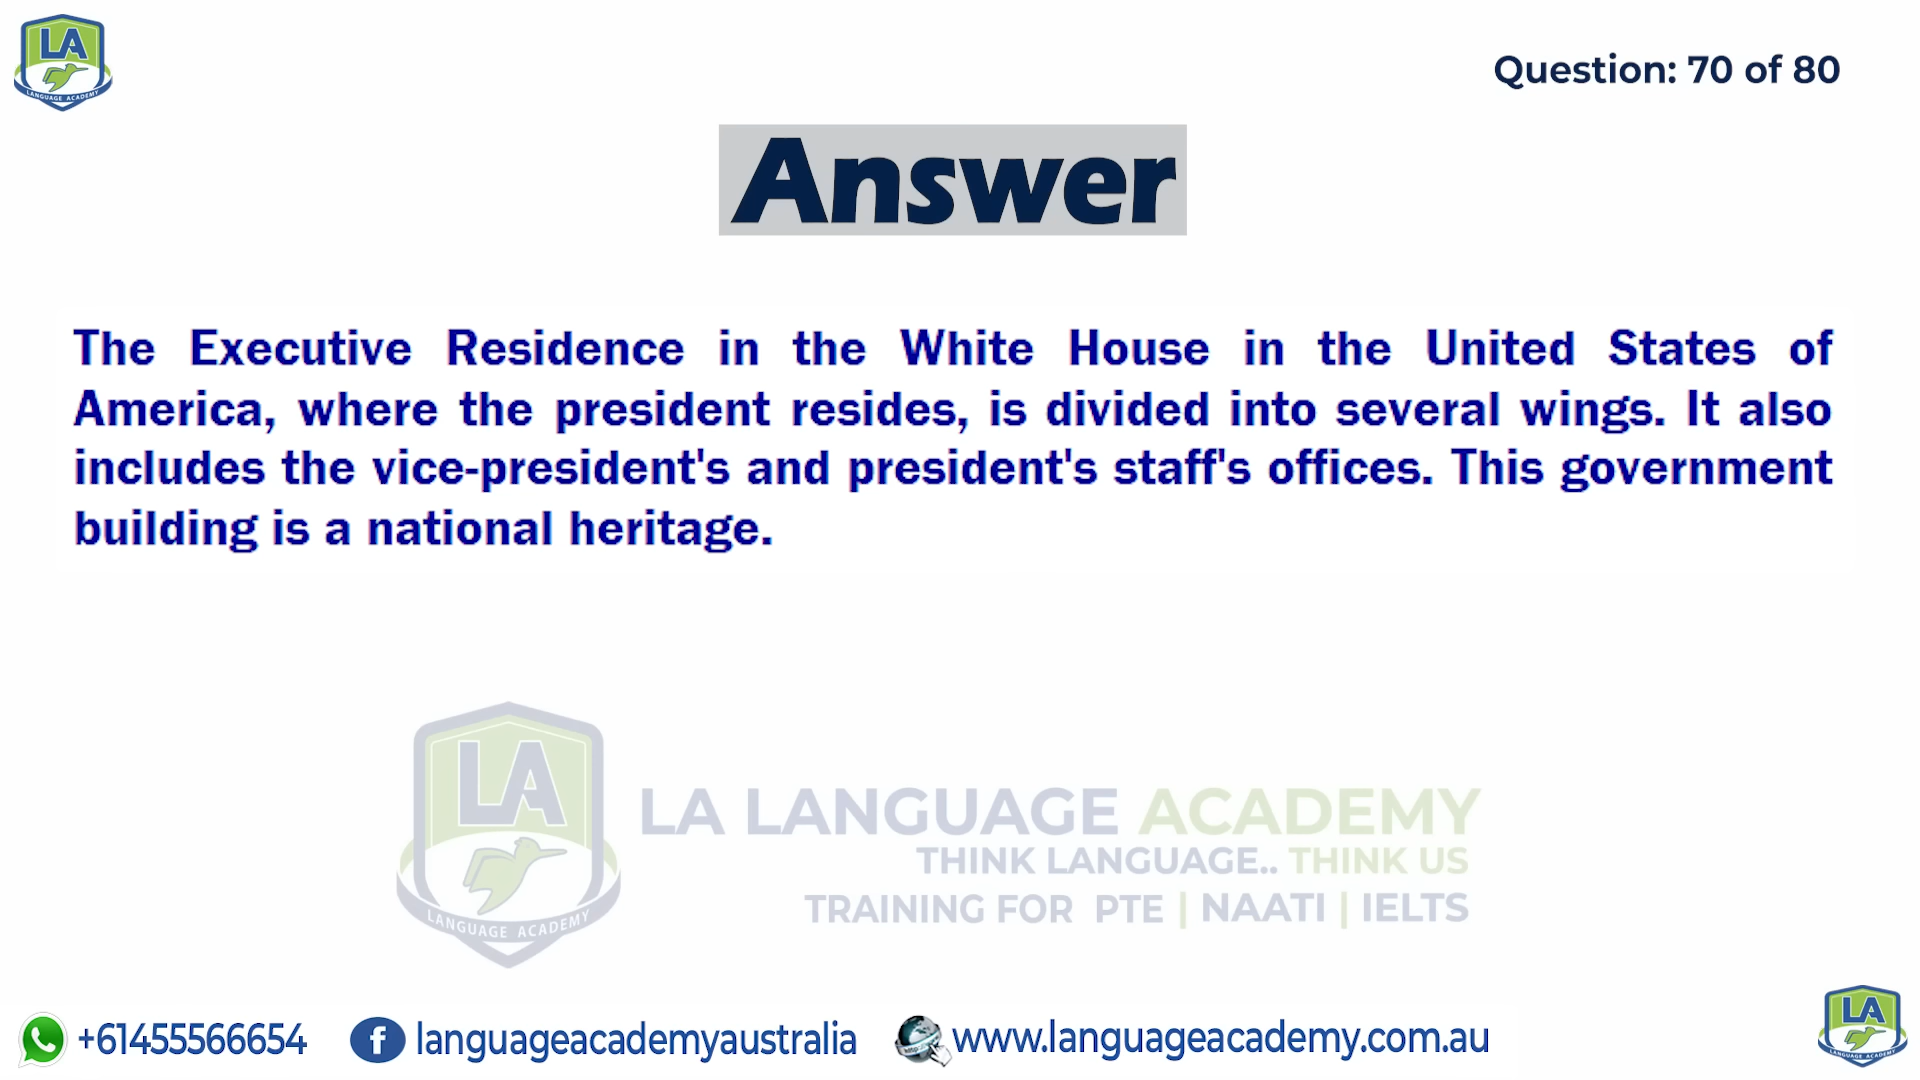 LA
LANGUAGE ACADEMY
Question: 70 of 80
Answer
The Executive Residence in the White House in the United States of
America, where the president resides, is divided into several wings. It also
includes the vice-president's and president's staff's offices. This government
building is a national heritage.
LA
LANGUAGE ACADEMY
LA LANGUAGE ACADEMY
THINK LANGUAGE.. THINK US
TRAINING FOR PTE | NAATI | IELTS
+61455566654
f languageacademyaustralia
http www.languageacademy.com.au
LA
LANGUAGE ACADEMY